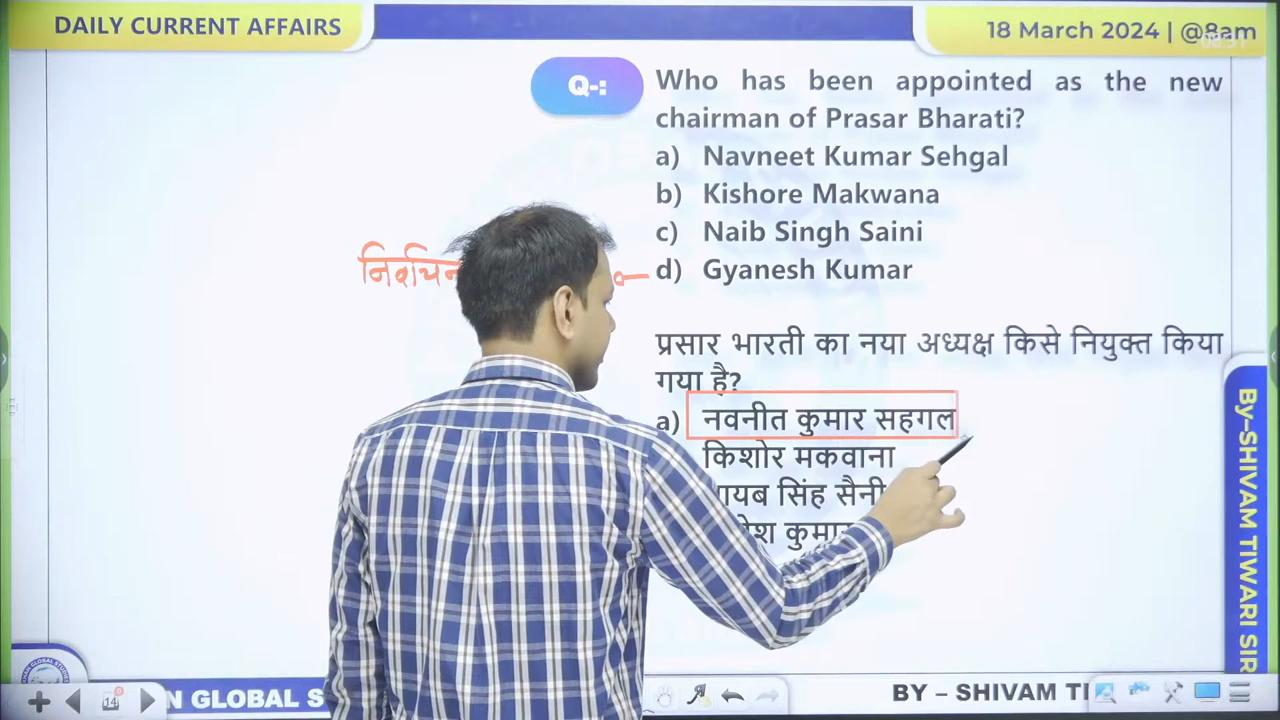 DAILY CURRENT AFFAIRS
18 March 2024 | @8am
Q-:
Who has been appointed as the new
chairman of Prasar Bharati?
a) Navneet Kumar Sehgal
b) Kishore Makwana
c) Naib Singh Saini
d) Gyanesh Kumar
प्रसार भारती का नया अध्यक्ष किसे नियुक्त किया
गया है?
a) नवनीत कुमार सहगल
किशोर मकवाना
सिंह सैनी
By–SHIVAM TIWARI SIR
14
GLOBAL
BY – SHIVAM